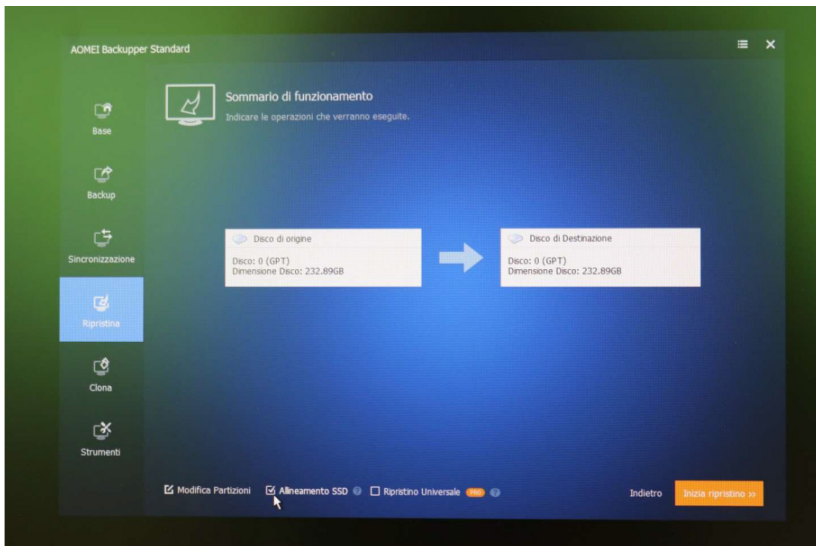 AOMEI Backupper Standard
Base
Backup
Sincronizzazione
Ripristina
Clona
Strumenti
Sommario di funzionamento
Indicare le operazioni che verranno eseguite.
Disco di origine
Disco: 0 (GPT)
Dimensione Disco: 232.89GB
Disco di Destinazione
Disco: 0 (GPT)
Dimensione Disco: 232.89GB
Modifica Partizioni
Allineamento SSD
Ripristino Universale PRO
Indietro
Inizia ripristino »